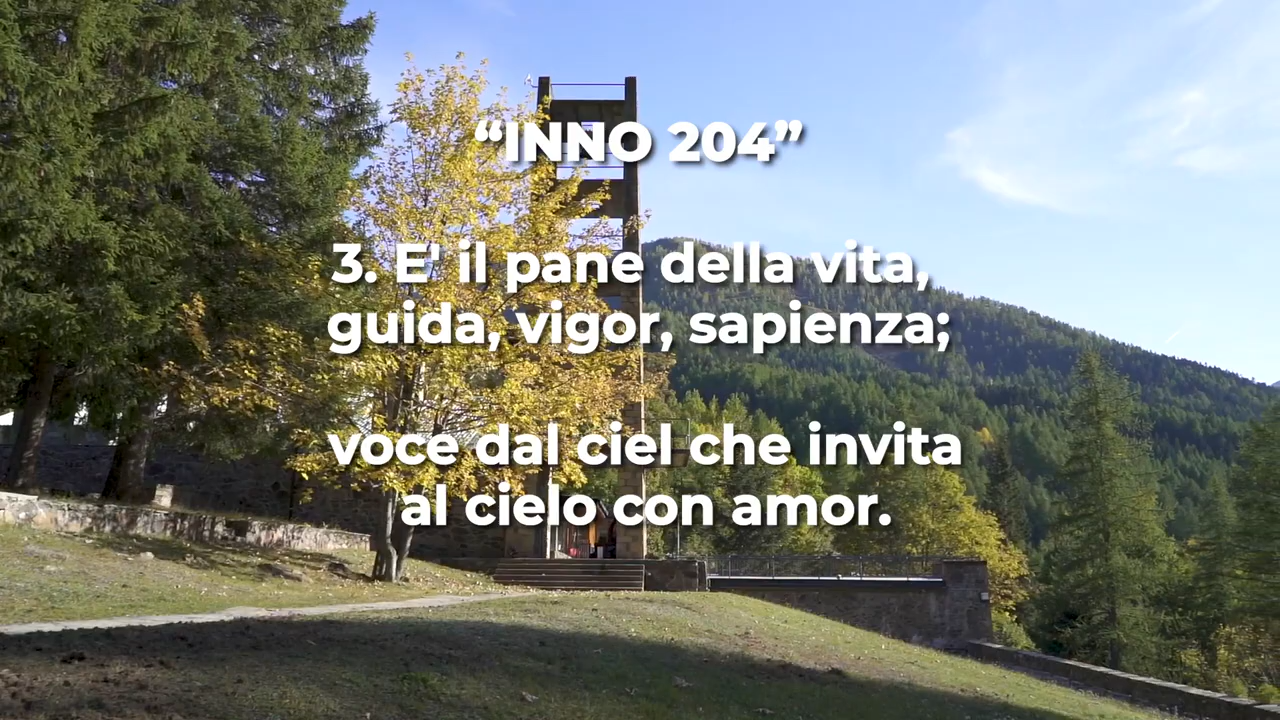 “INNO 204”
3. E' il pane della vita,
guida, vigor, sapienza;
voce dal ciel che invita
al cielo con amor.